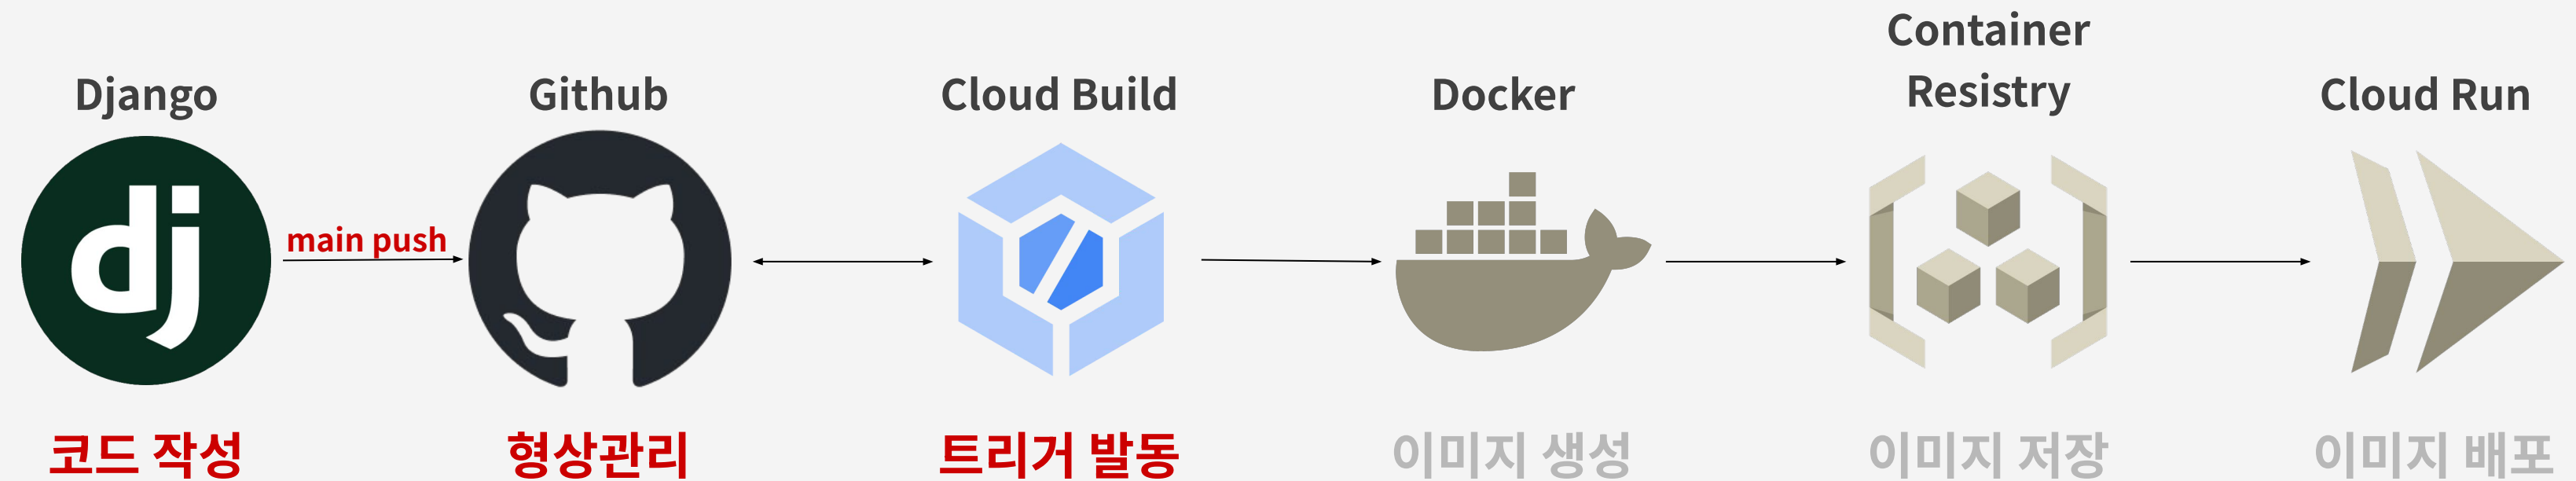 Django
Github
Cloud Build
Docker
Container
Resistry
Cloud Run
dj
main push
코드 작성
형상관리
트리거 발동
이미지 생성
이미지 저장
이미지 배포